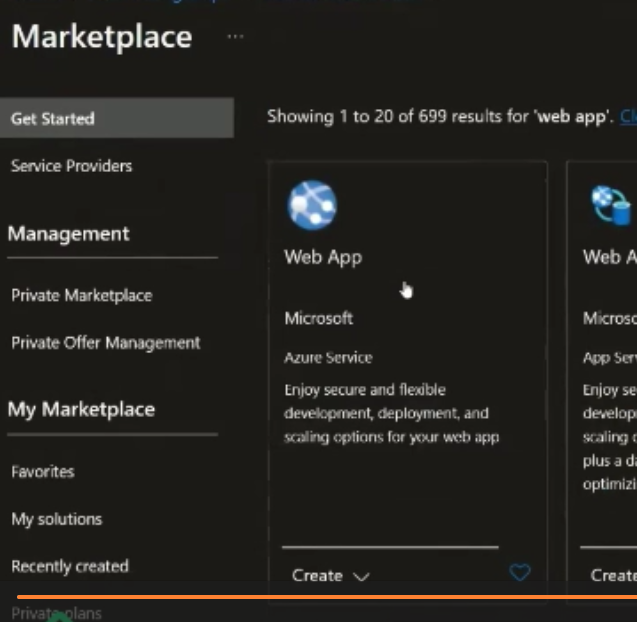 Marketplace ...
Get Started
Showing 1 to 20 of 699 results for 'web app'.
Service Providers
Management
Private Marketplace
Private Offer Management
My Marketplace
Favorites
My solutions
Recently created
Private plans
Web App
Microsoft
Azure Service
Enjoy secure and flexible
development, deployment, and
scaling options for your web app
Create
Web A
Microso
App Ser
Enjoy se
develop
scaling o
plus a da
optimizi
Create